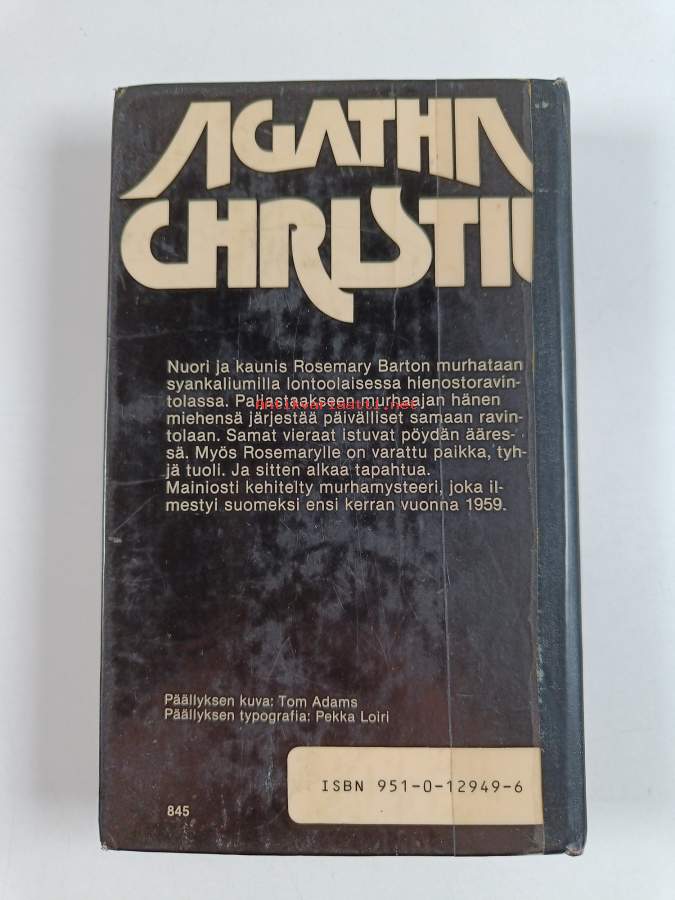 AGATHA
CHRISTI
Nuori ja kaunis Rosemary Barton murhataan
syankaliumilla lontoolaisessa hienostoravin-
tolassa. Paljastaakseen murhaajan hänen
antikvariaatti.net
miehensä järjestää päivälliset samaan ravin-
tolaan. Samat vieraat istuvat pöydän ääres-
sä. Myös Rosemarylle on varattu paikka, tyh-
jä tuoli. Ja sitten alkaa tapahtua.
Mainiosti kehitelty murhamysteeri, joka il-
mestyi suomeksi ensi kerran vuonna 1959.
Päällyksen kuva: Tom Adams
Päällyksen typografia: Pekka Loiri
ISBN 951-0-12949-6
845